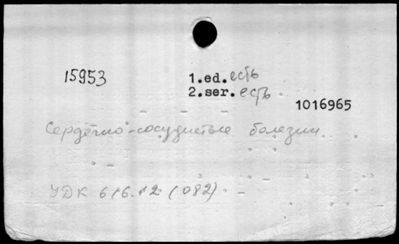 15953
1.ed. есть
2.ser. есть
1016965
Сердечно-сосудистые болезни
УДК 616.12 (082)